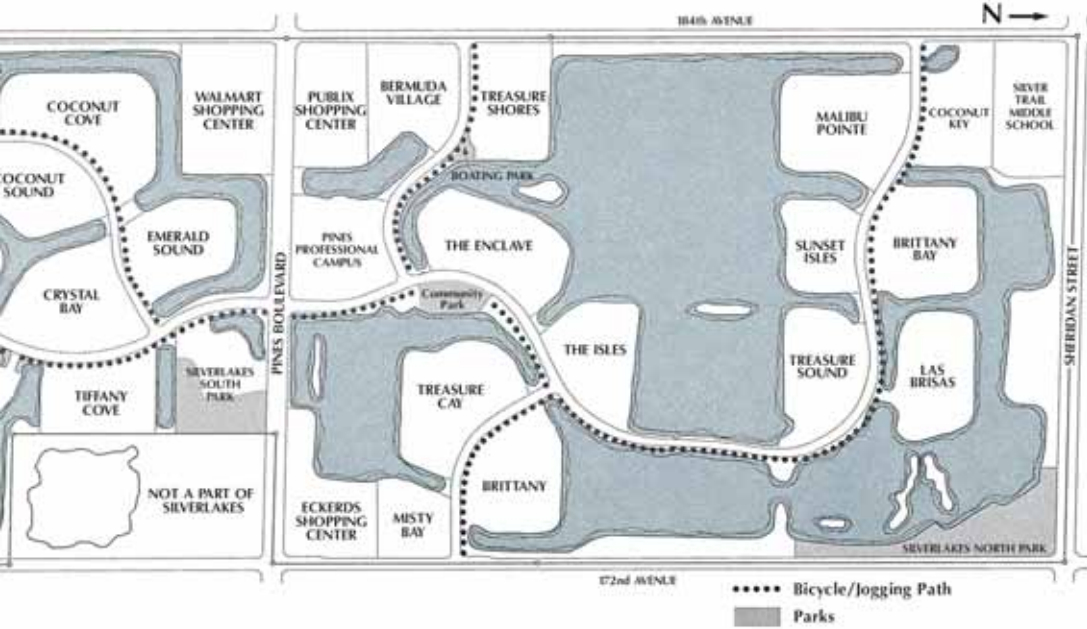 184th AVENUE
N
COCONUT
COVE
WALMART
SHOPPING
CENTER
PUBLIX
SHOPPING
CENTER
BERMUDA
VILLAGE
TREASURE
SHORES
MALIBU
POINTE
COCONUT
KEY
SILVER
TRAIL
MIDDLE
SCHOOL
COCONUT
SOUND
BOATING PARK
EMERALD
SOUND
PINES
PROFESSIONAL
CAMPUS
THE ENCLAVE
SUNSET
ISLES
BRITTANY
BAY
CRYSTAL
BAY
PINES BOULEVARD
Community
Park
SHERIDAN STREET
THE ISLES
TREASURE
SOUND
LAS
BRISAS
SILVERLAKES
SOUTH
PARK
TIFFANY
COVE
TREASURE
CAY
NOT A PART OF
SILVERLAKES
ECKERDS
SHOPPING
CENTER
MISTY
BAY
BRITTANY
SILVERLAKES NORTH PARK
172nd AVENUE
Bicycle/Jogging Path
Parks